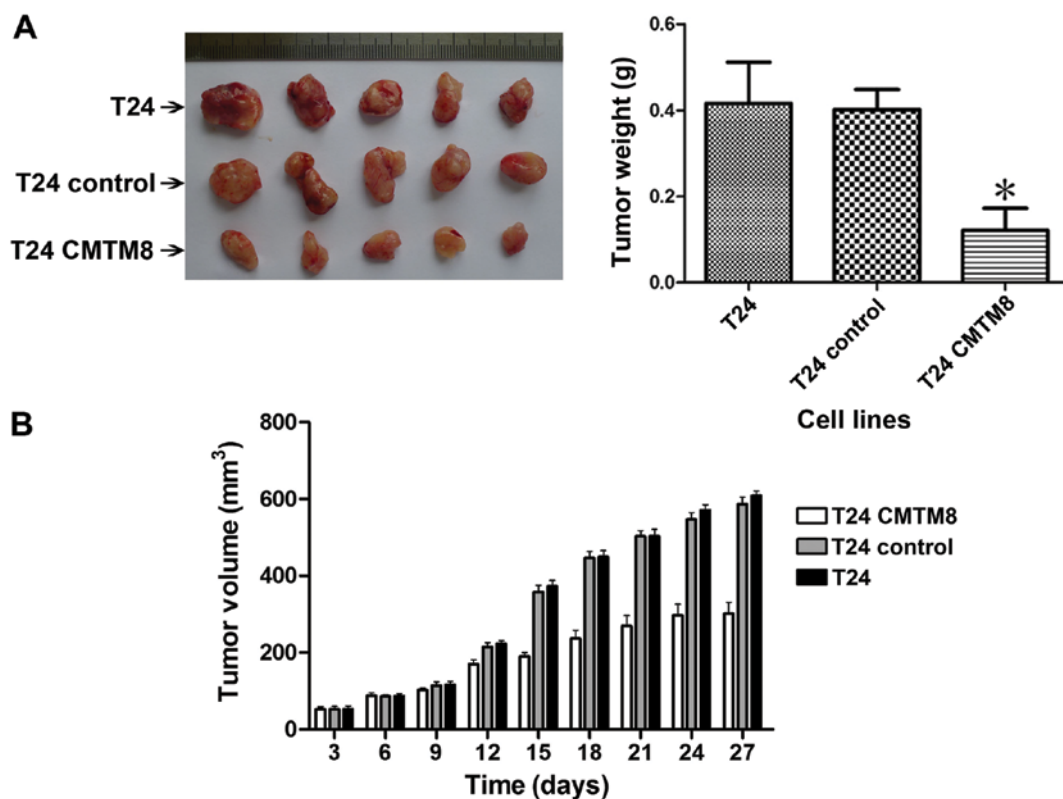 A
T24
T24 control
T24 CMTM8
Tumor weight (g)
0.6
0.4
0.2
0.0
*
T24
T24 control
T24 CMTM8
Cell lines
B
Tumor volume (mm³)
800
600
400
200
0
3 6 9 12 15 18 21 24 27
Time (days)
T24 CMTM8
T24 control
T24